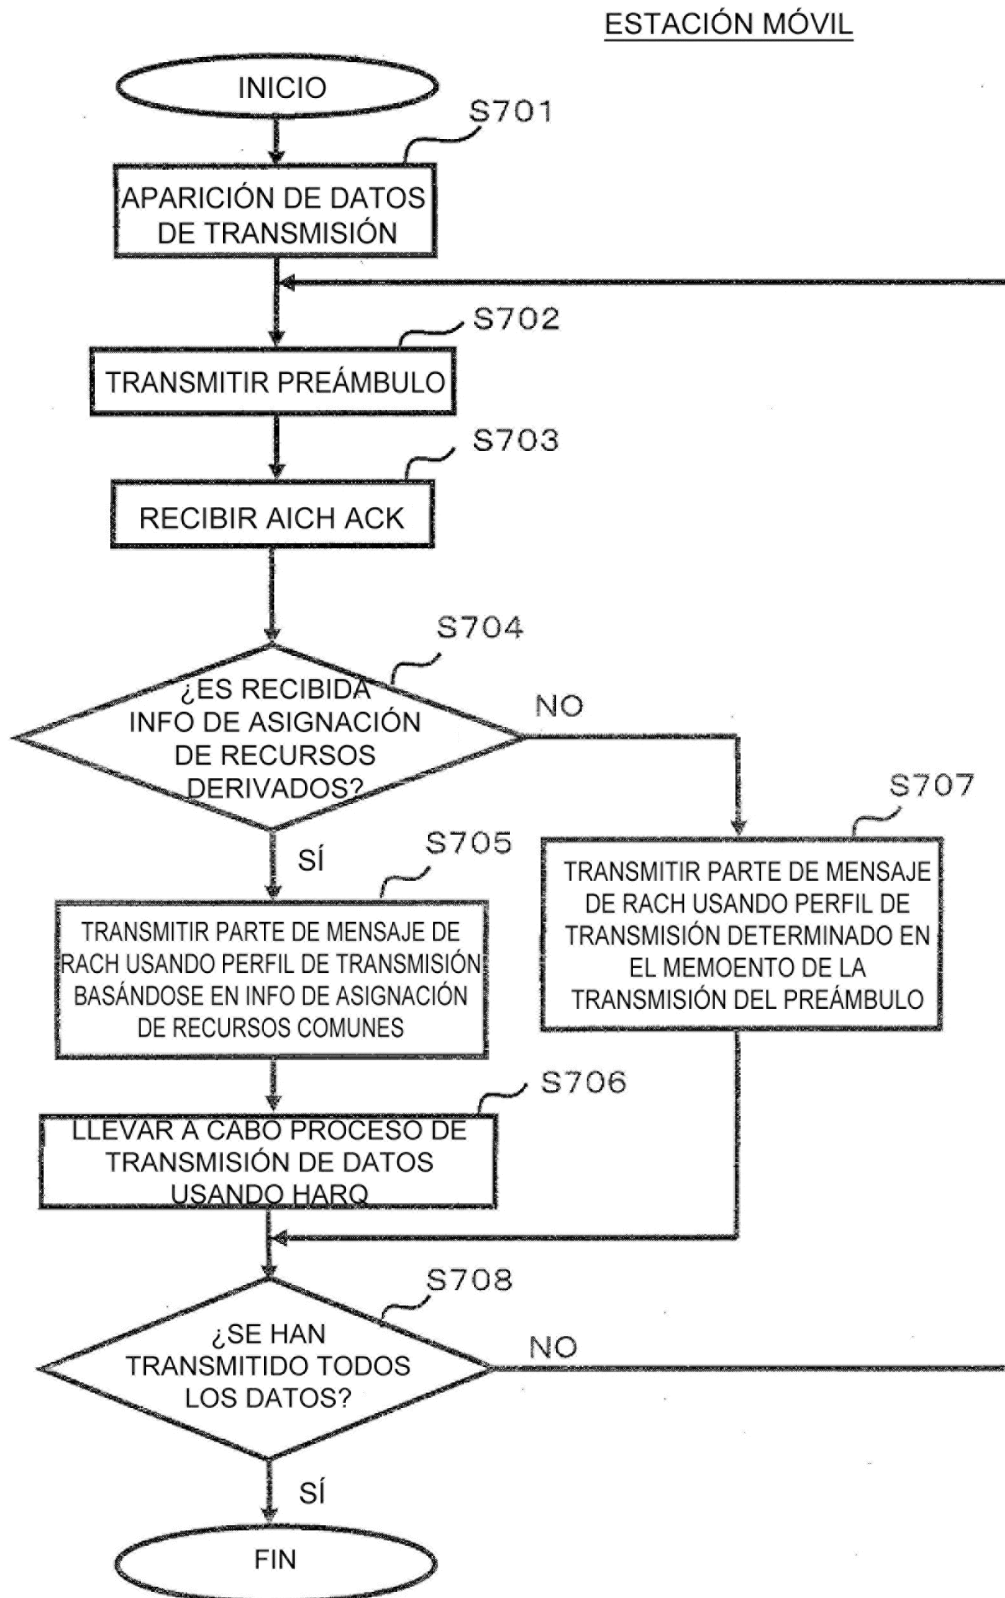 ESTACIÓN MÓVIL
INICIO
S701
APARICIÓN DE DATOS
DE TRANSMISIÓN
S702
TRANSMITIR PREÁMBULO
S703
RECIBIR AICH ACK
S704
¿ES RECIBIDA
INFO DE ASIGNACIÓN
DE RECURSOS
DERIVADOS?
NO
SÍ
S705
TRANSMITIR PARTE DE MENSAJE DE
RACH USANDO PERFIL DE TRANSMISIÓN
BASÁNDOSE EN INFO DE ASIGNACIÓN
DE RECURSOS COMUNES
S707
TRANSMITIR PARTE DE MENSAJE
DE RACH USANDO PERFIL DE
TRANSMISIÓN DETERMINADO EN
EL MEMOENTO DE LA
TRANSMISIÓN DEL PREÁMBULO
S706
LLEVAR A CABO PROCESO DE
TRANSMISIÓN DE DATOS
USANDO HARQ
S708
¿SE HAN
TRANSMITIDO TODOS
LOS DATOS?
NO
SÍ
FIN